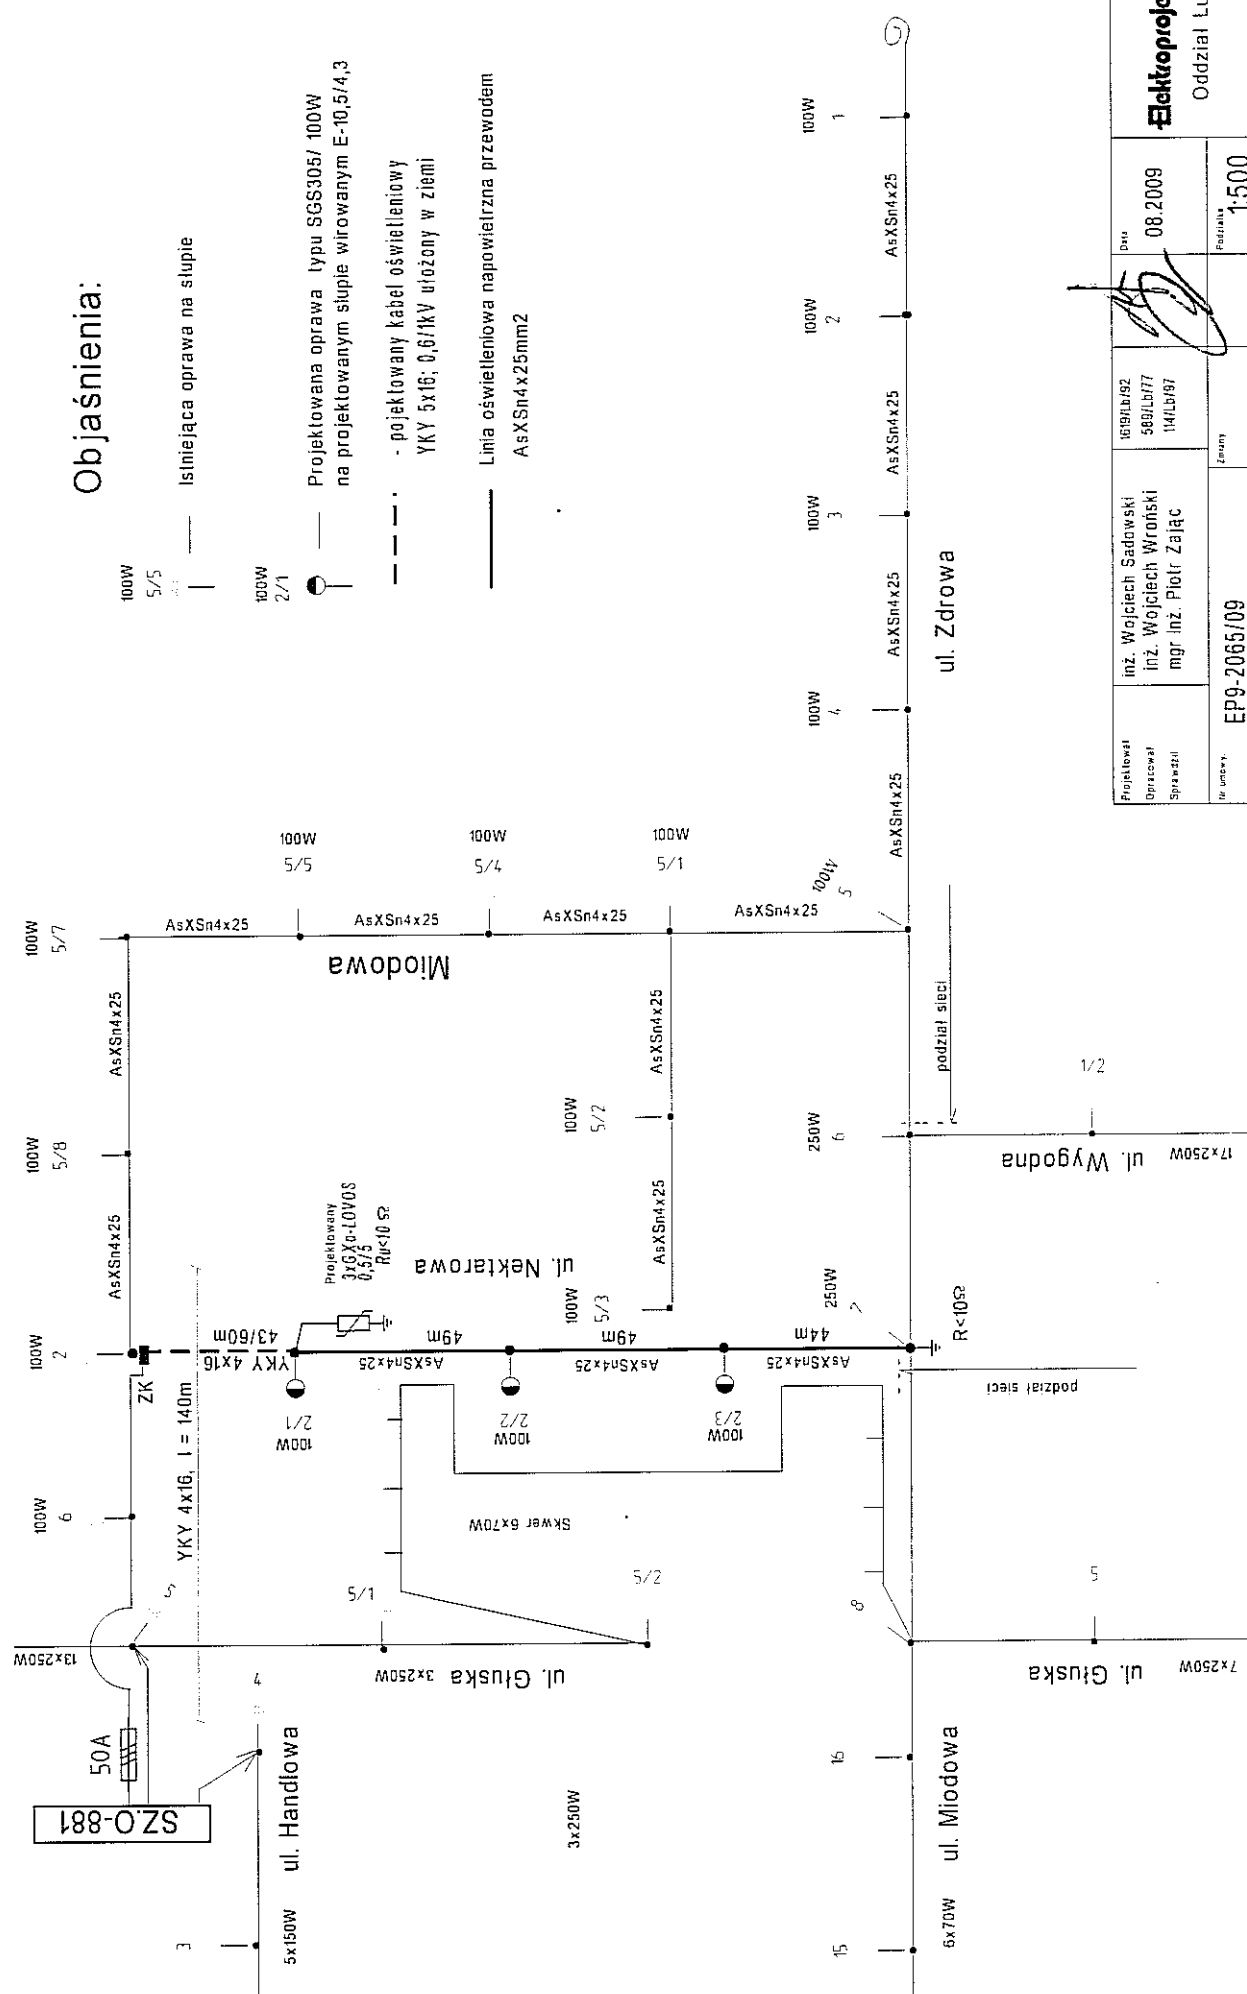 Objaśnienia:
100W
5/5
Istniejąca oprawa na słupie
100W
2/1
Projektowana oprawa typu SGS305/ 100W
na projektowanym słupie wirowanym E-10,5/4,3
- pojektowany kabel oświetleniowy
YKY 5x16; 0,6/1kV ułożony w ziemi
Linia oświetleniowa napowietrzna przewodem
AsXSn4x25mm2
SZ.O-881
50A
13x250W
5
YKY 4x16, l = 140m
100W
6
100W
2
ZK
AsXSn4x25
100W
5/8
AsXSn4x25
100W
5/7
AsXSn4x25
100W
5/5
AsXSn4x25
100W
5/4
AsXSn4x25
100W
5/1
AsXSn4x25
Miodowa
3
5x150W
ul. Handlowa
4
5/1
ul. Głuska 3x250W
5/2
3x250W
Skwer 6x70W
YKY 4x16
43/60m
Projektowany
3xGXo-LOVOS
0,5/5
Ru<10 Ω
100W
2/1
AsXSn4x25
49m
100W
2/2
AsXSn4x25
49m
100W
2/3
AsXSn4x25
44m
ul. Nektarowa
100W
5/3
AsXSn4x25
100W
5/2
AsXSn4x25
15
6x70W
ul. Miodowa
16
8
ul. Głuska
7x250W
5
podział sieci
250W
7
R<10Ω
250W
6
podział sieci
ul. Wygodna
17x250W
1/2
100W
5
AsXSn4x25
100W
4
AsXSn4x25
ul. Zdrowa
100W
3
AsXSn4x25
100W
2
AsXSn4x25
100W
1
Projektował
inż. Wojciech Sadowski
1619/Lb/92
Opracował
inż. Wojciech Wroński
589/Lb/77
Sprawdził
mgr inż. Piotr Zając
114/Lb/97
Data
08.2009
Nr umowy
EP9-2065/09
Zmiany
Podziałka
1:500
Elektroproje
Oddział Lu